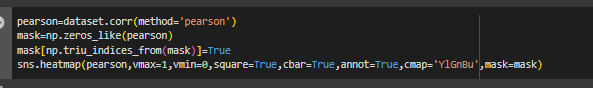 pearson=dataset.corr(method='pearson')
mask=np.zeros_like(pearson)
mask[np.triu_indices_from(mask)]=True
sns.heatmap(pearson,vmax=1,vmin=0,square=True,cbar=True,annot=True,cmap='YlGnBu',mask=mask)